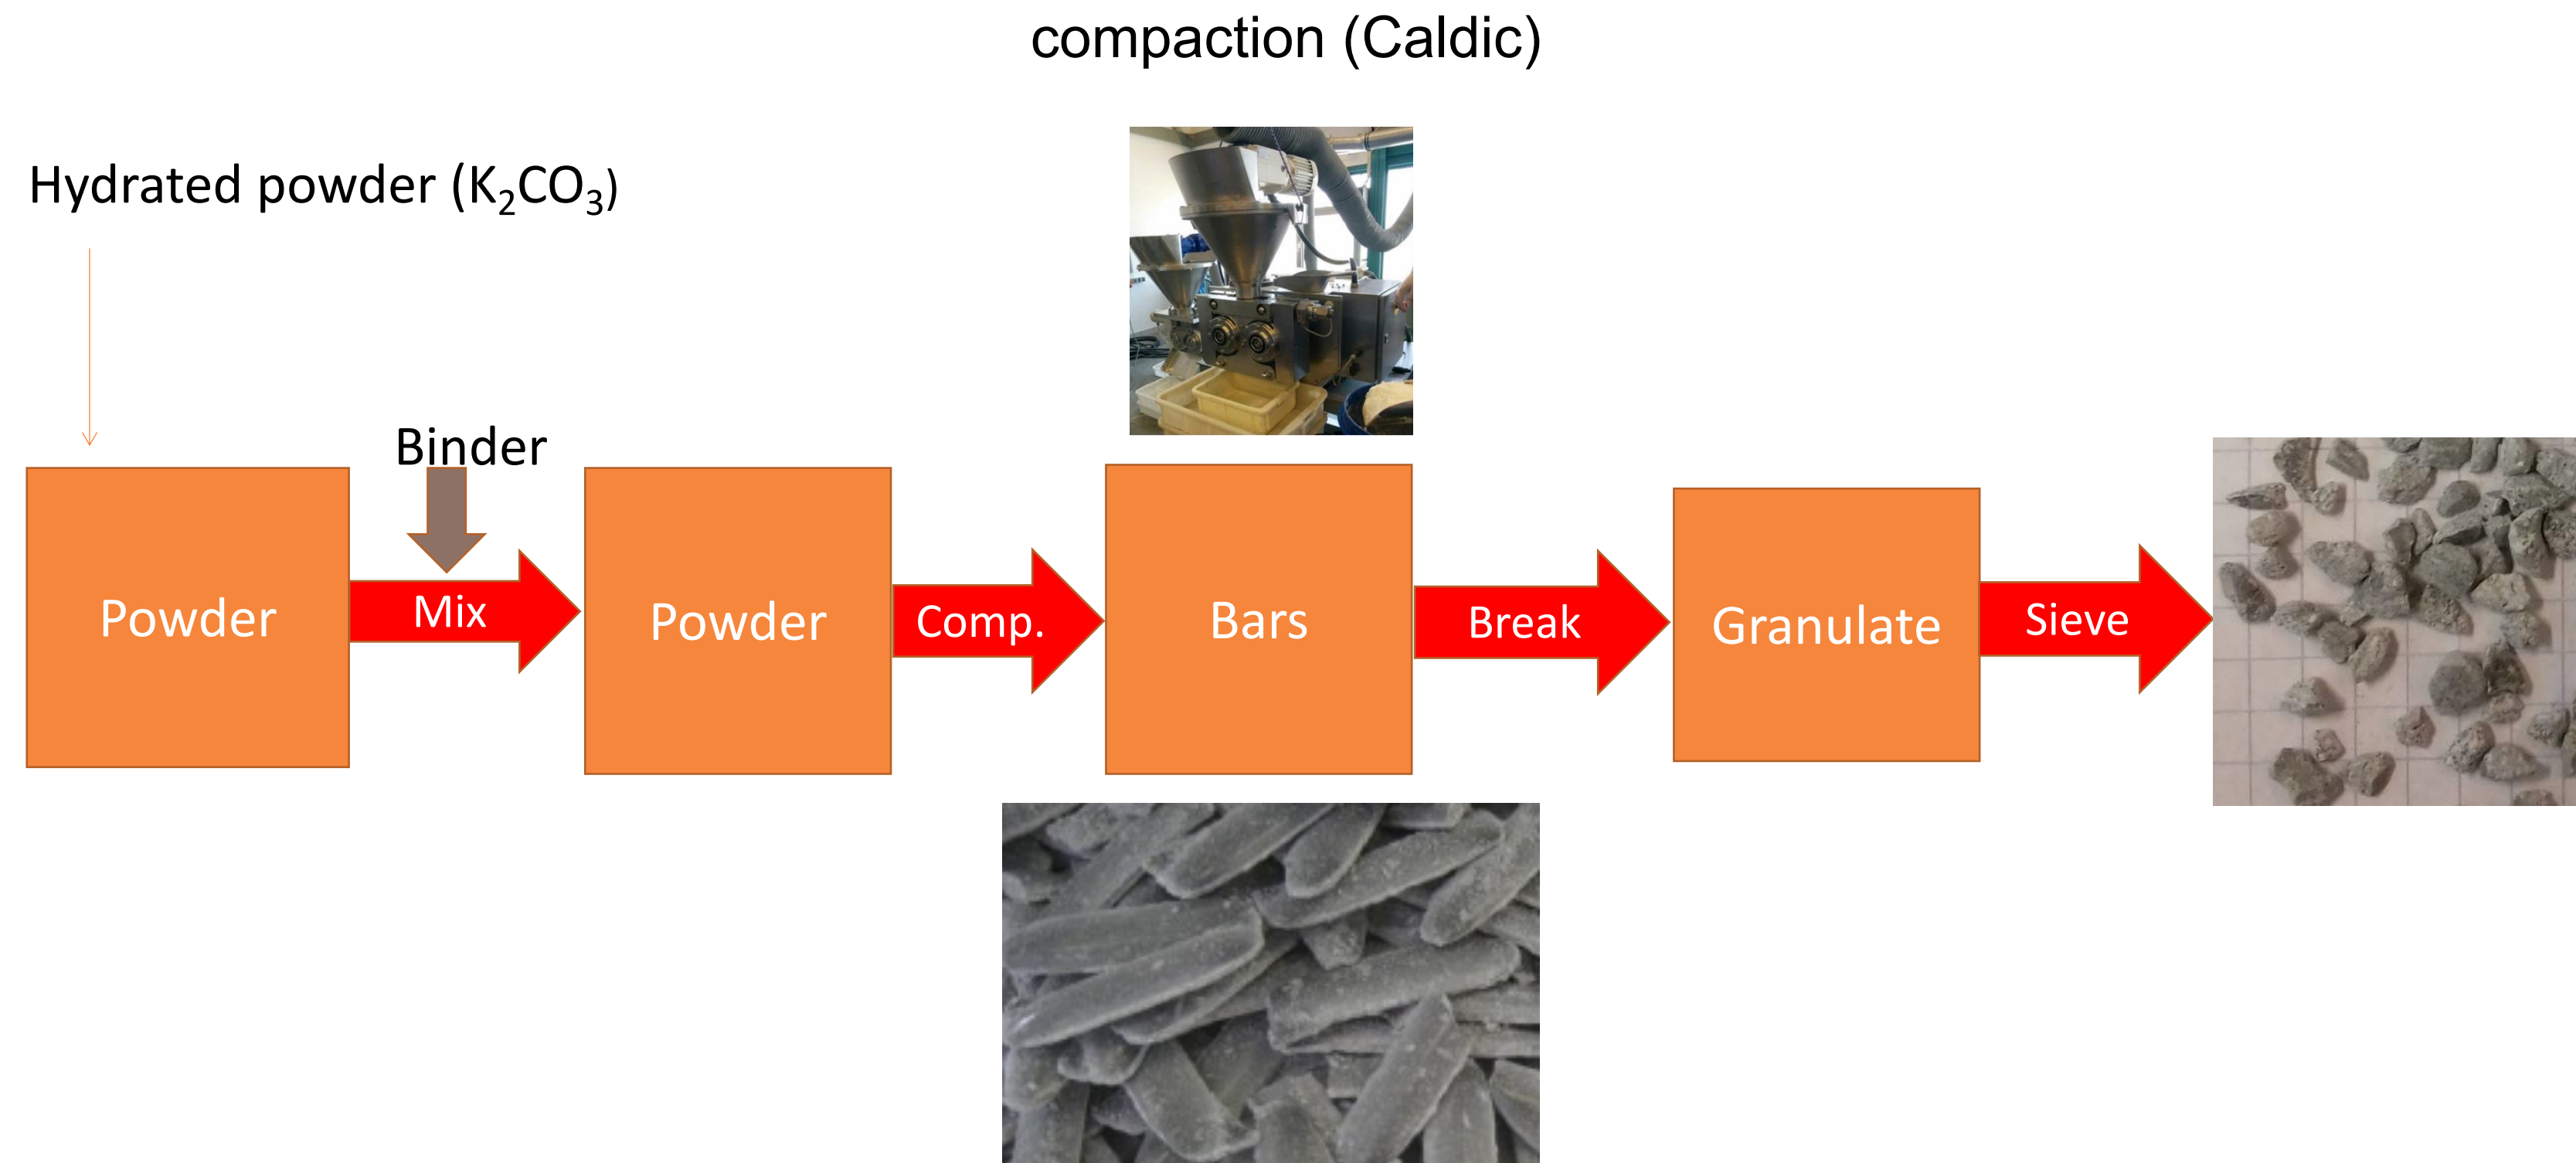 compaction (Caldic)
Hydrated powder (K₂CO₃)
Binder
Powder
Mix
Powder
Comp.
Bars
Break
Granulate
Sieve